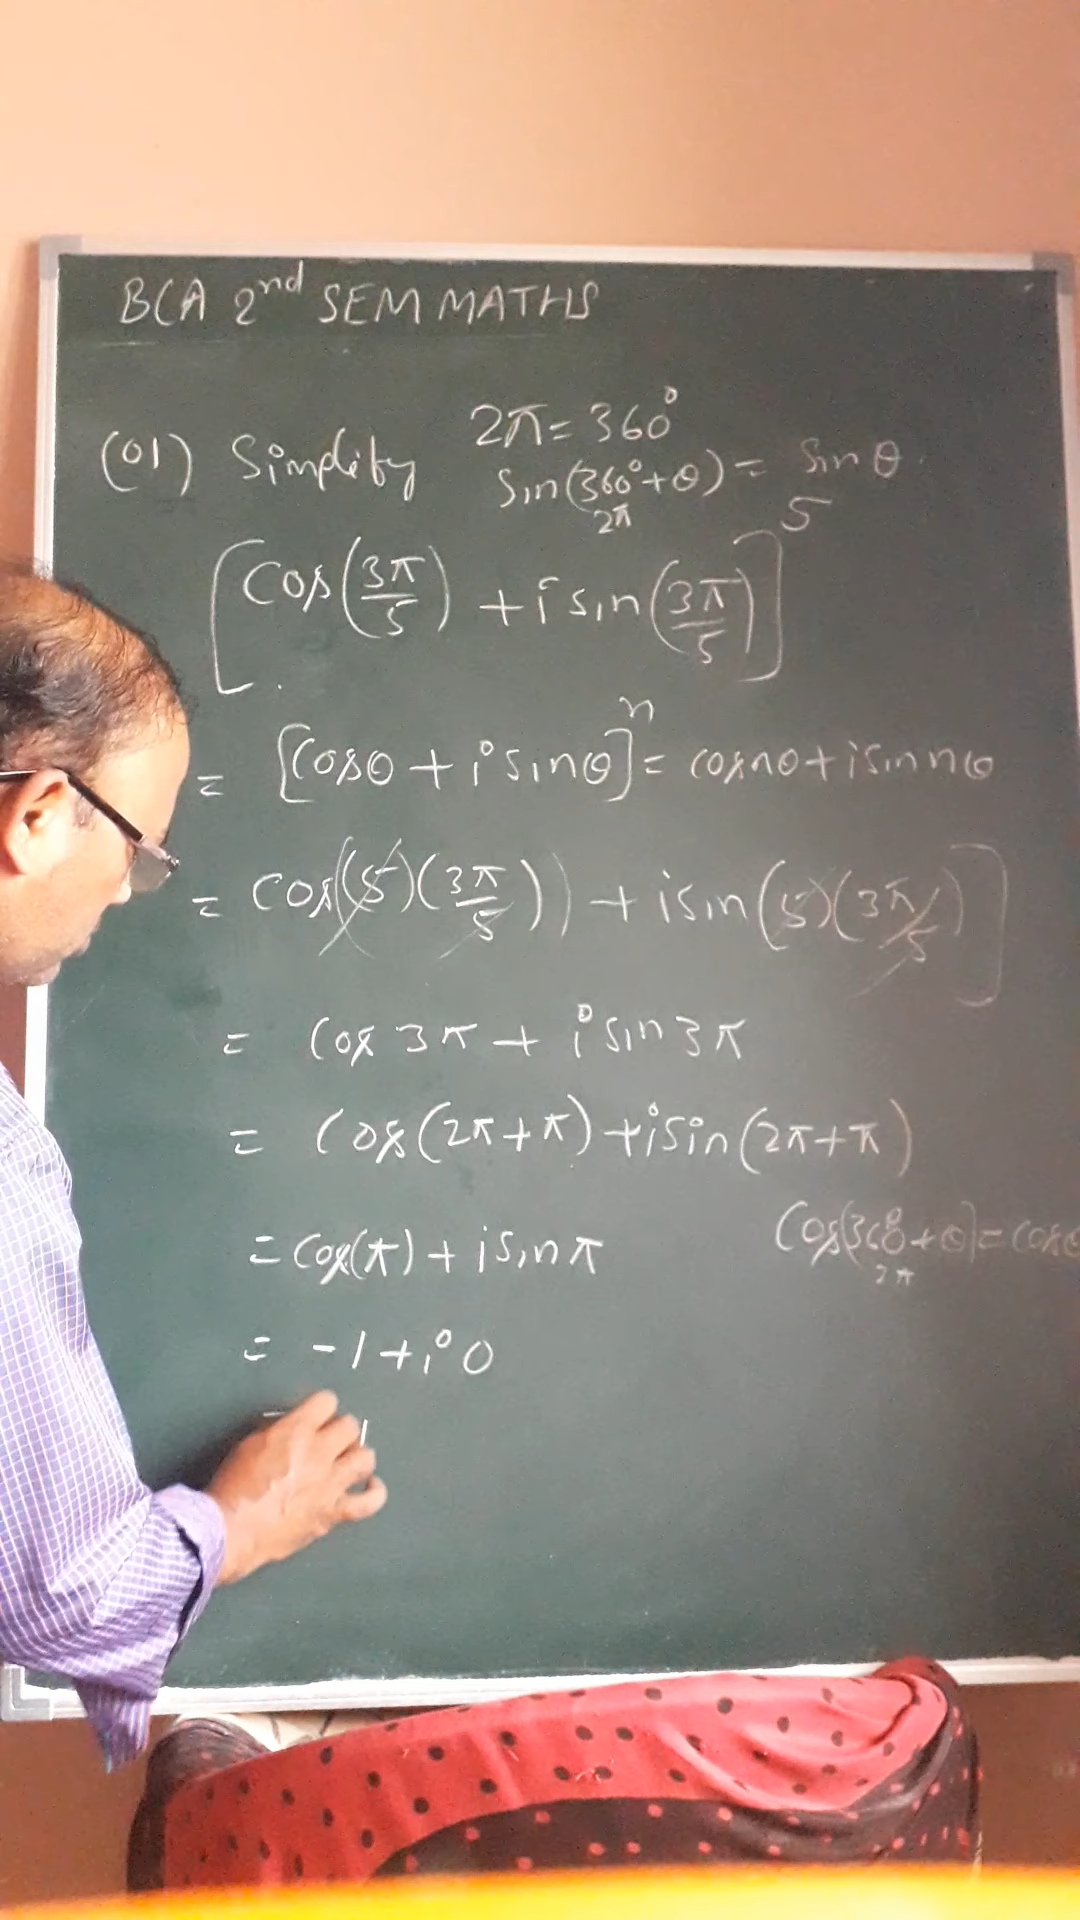 BCA 2nd SEM MATHS
2π = 360°
(01) Simplify
Sin(360°+θ) = Sin θ
2π
[Cos(3π/5) + i sin(3π/5)]^5
= [Cosθ + i sinθ]^n = cosnθ + i sin nθ
= Cos((5)(3π/5)) + i sin(5)(3π/5)]
= Cos 3π + i sin 3π
= Cos(2π+π) + i sin(2π+π)
= Cos(π) + i sin π
Cos(360+θ) = cosθ
2π
= -1 + i 0